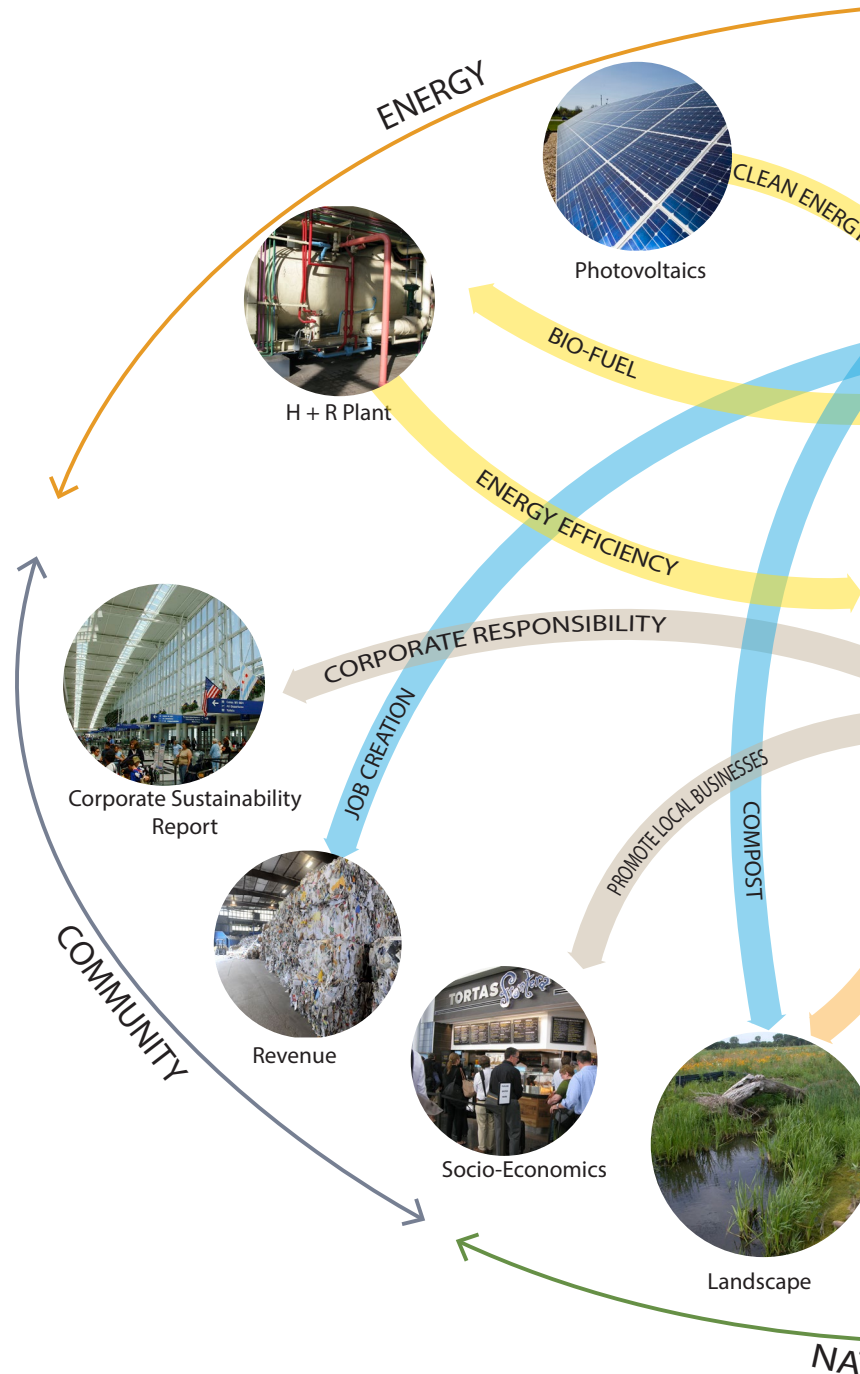 ENERGY
CLEAN ENERGY
Photovoltaics
BIO-FUEL
H + R Plant
ENERGY EFFICIENCY
CORPORATE RESPONSIBILITY
JOB CREATION
Corporate Sustainability
Report
PROMOTE LOCAL BUSINESSES
COMPOST
COMMUNITY
TORTAS
Revenue
Socio-Economics
Landscape